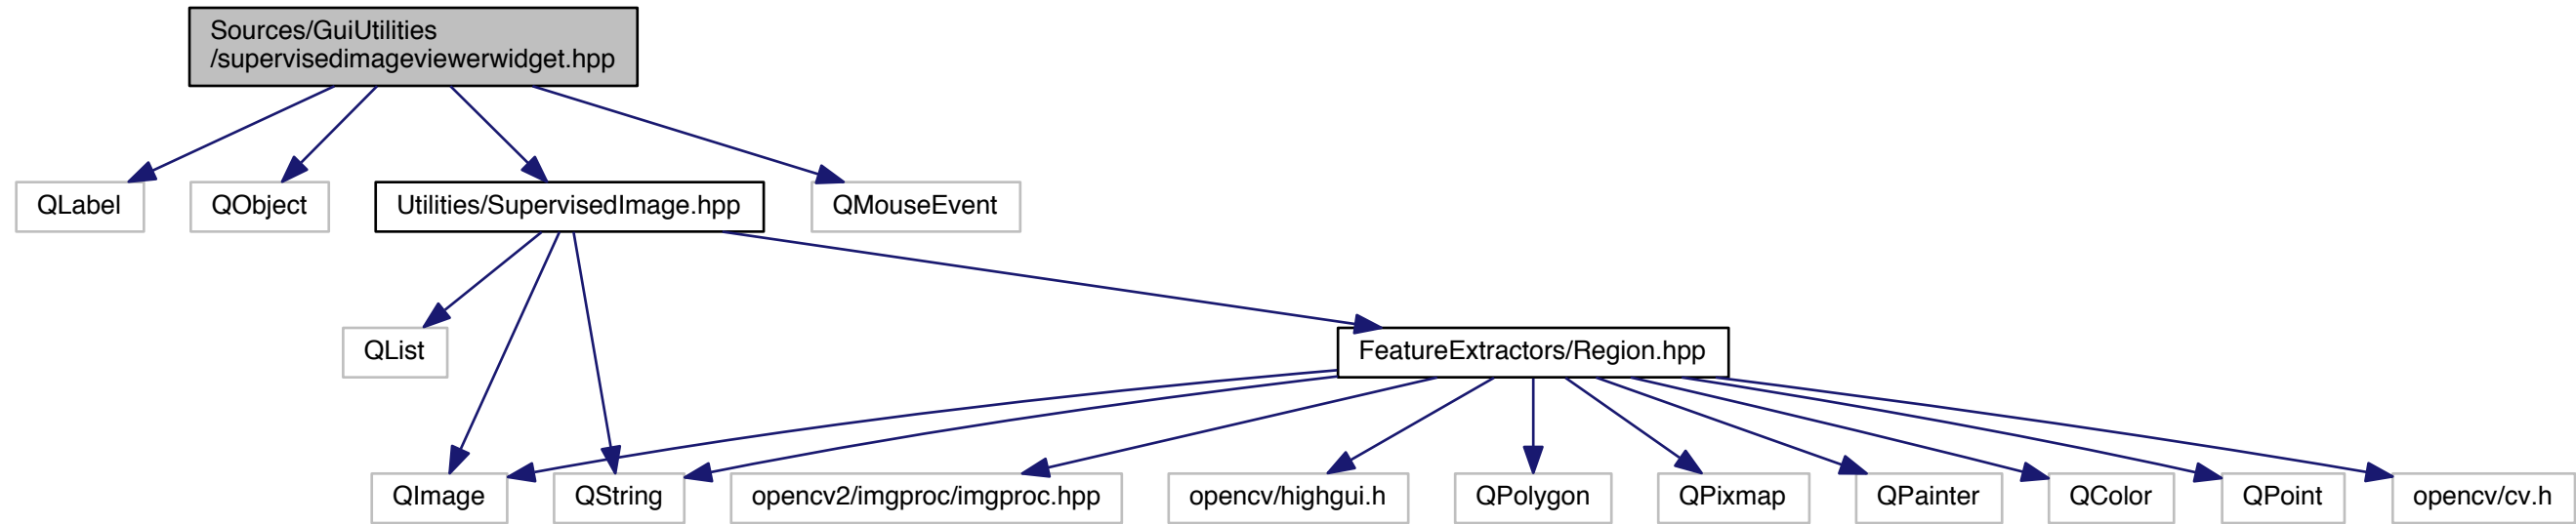 Sources/GuiUtilities
/supervisedimageviewerwidget.hpp
QLabel
QObject
Utilities/SupervisedImage.hpp
QMouseEvent
QList
FeatureExtractors/Region.hpp
QImage
QString
opencv2/imgproc/imgproc.hpp
opencv/highgui.h
QPolygon
QPixmap
QPainter
QColor
QPoint
opencv/cv.h